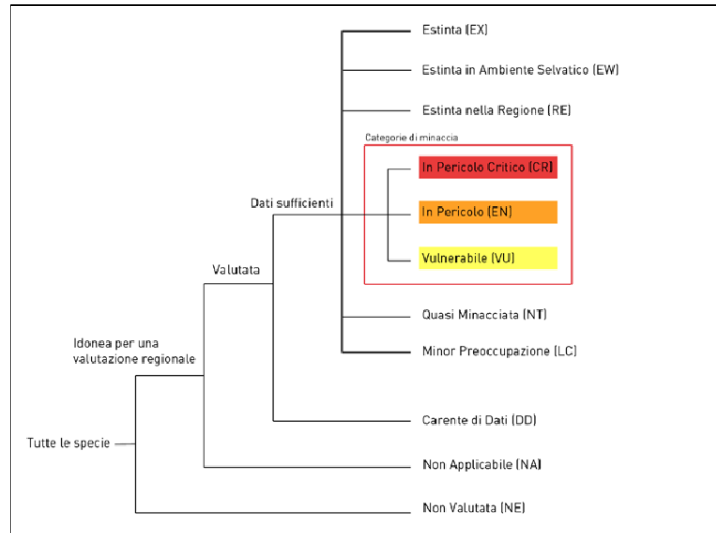 Estinta (EX)
Estinta in Ambiente Selvatico (EW)
Estinta nella Regione (RE)
Categorie di minaccia
In Pericolo Critico (CR)
Dati sufficienti
In Pericolo (EN)
Vulnerabile (VU)
Valutata
Quasi Minacciata (NT)
Idonea per una
valutazione regionale
Minor Preoccupazione (LC)
Carente di Dati (DD)
Tutte le specie
Non Applicabile (NA)
Non Valutata (NE)